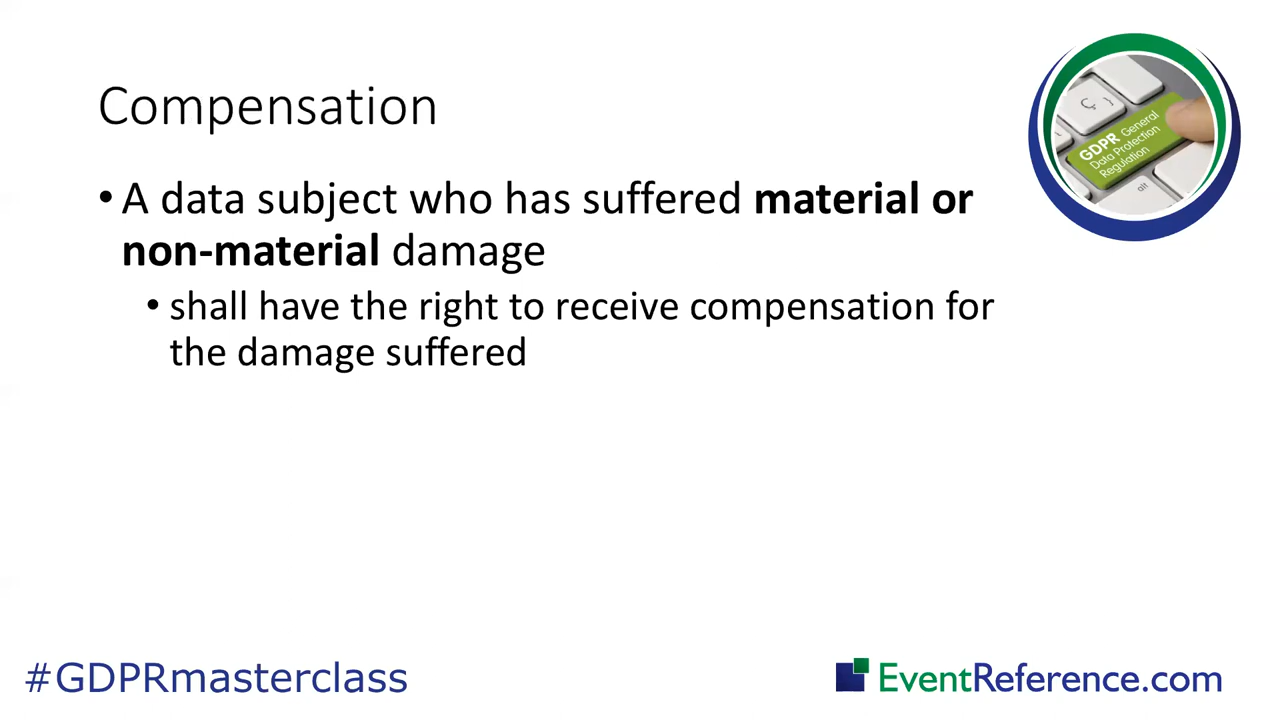 Compensation
• A data subject who has suffered material or
non-material damage
• shall have the right to receive compensation for
the damage suffered
GDPR General
Data Protection
Regulation
alt
#GDPRmasterclass
EventReference.com